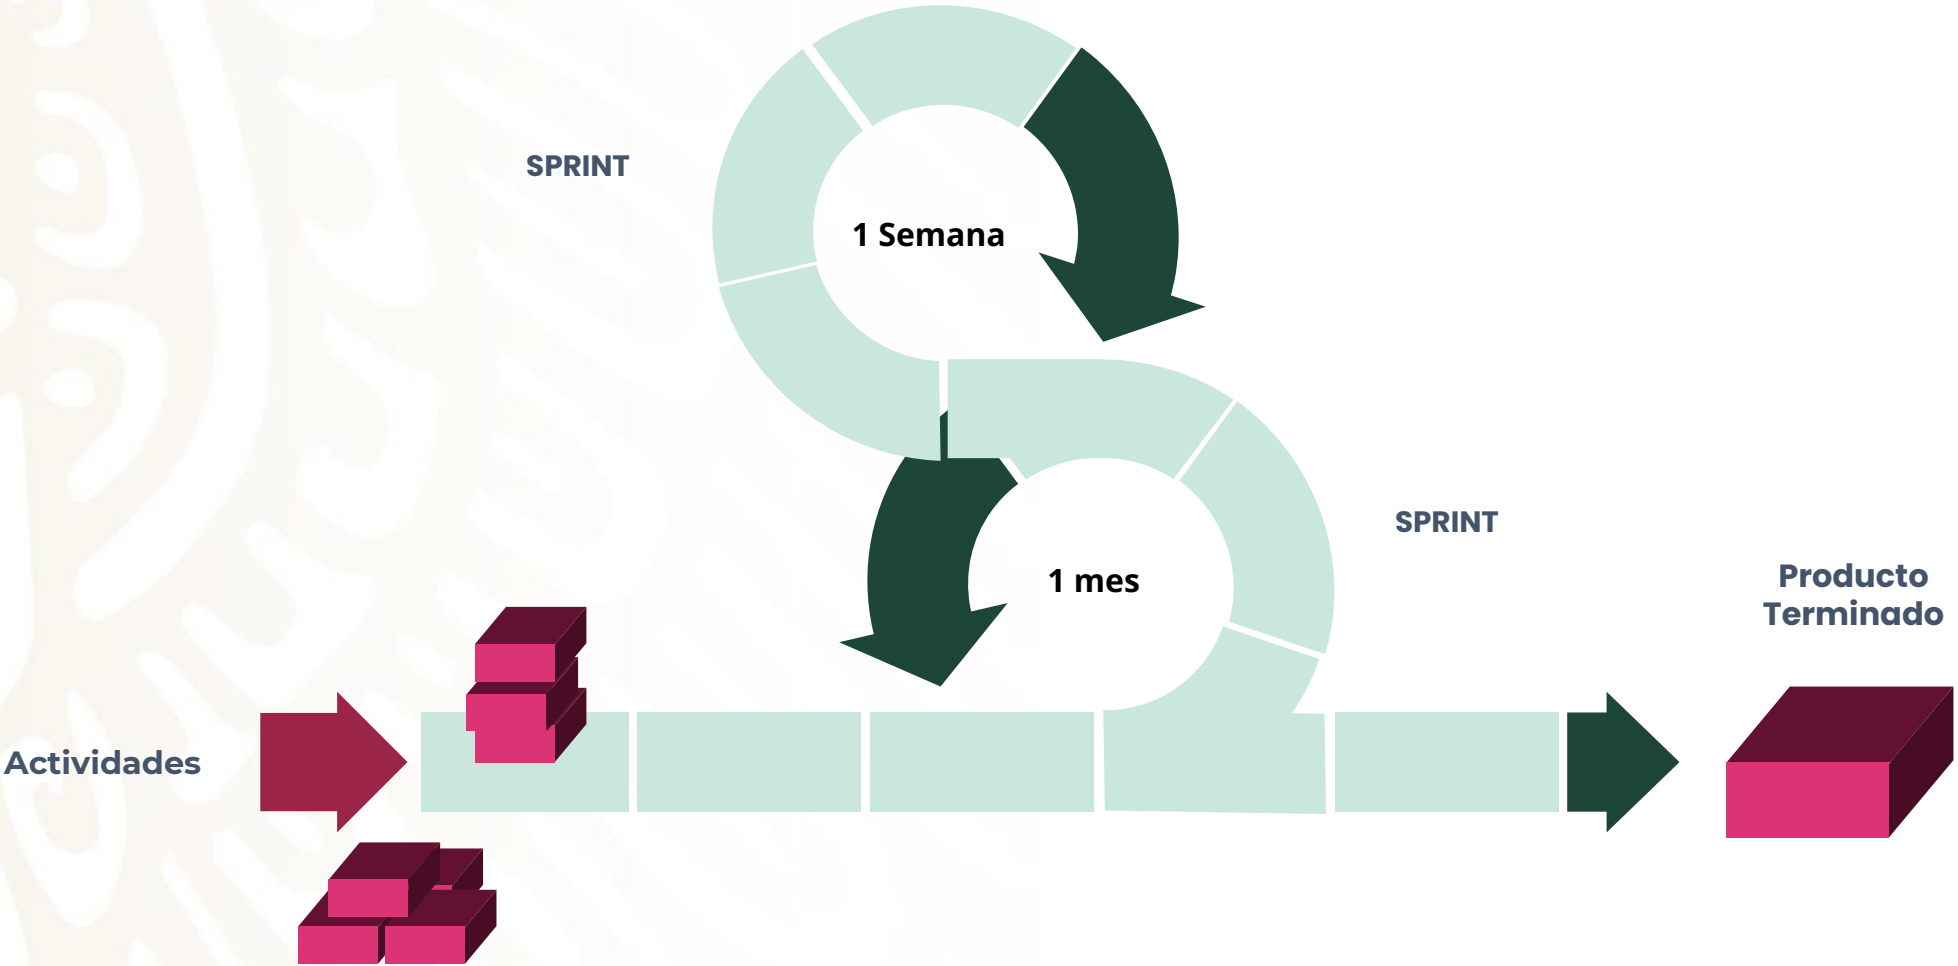 SPRINT
1 Semana
SPRINT
1 mes
Producto
Terminado
Actividades